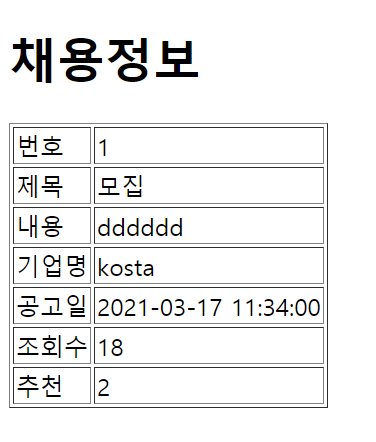 채용정보
번호 1
제목 모집
내용 dddddd
기업명 kosta
공고일 2021-03-17 11:34:00
조회수 18
추천 2